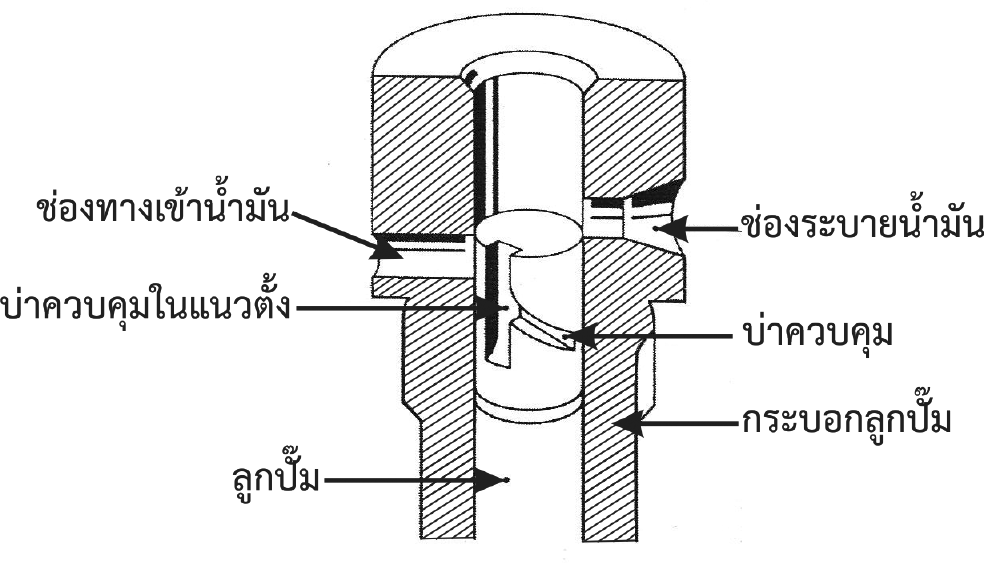 ช่องทางเข้าน้ำมัน
ช่องระบายน้ำมัน
บ่าควบคุมในแนวตั้ง
บ่าควบคุม
กระบอกลูกปั๊ม
ลูกปั๊ม